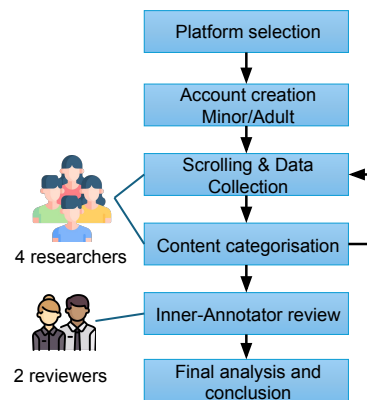 Platform selection
Account creation
Minor/Adult
Scrolling & Data
Collection
4 researchers
Content categorisation
Inner-Annotator review
2 reviewers
Final analysis and
conclusion